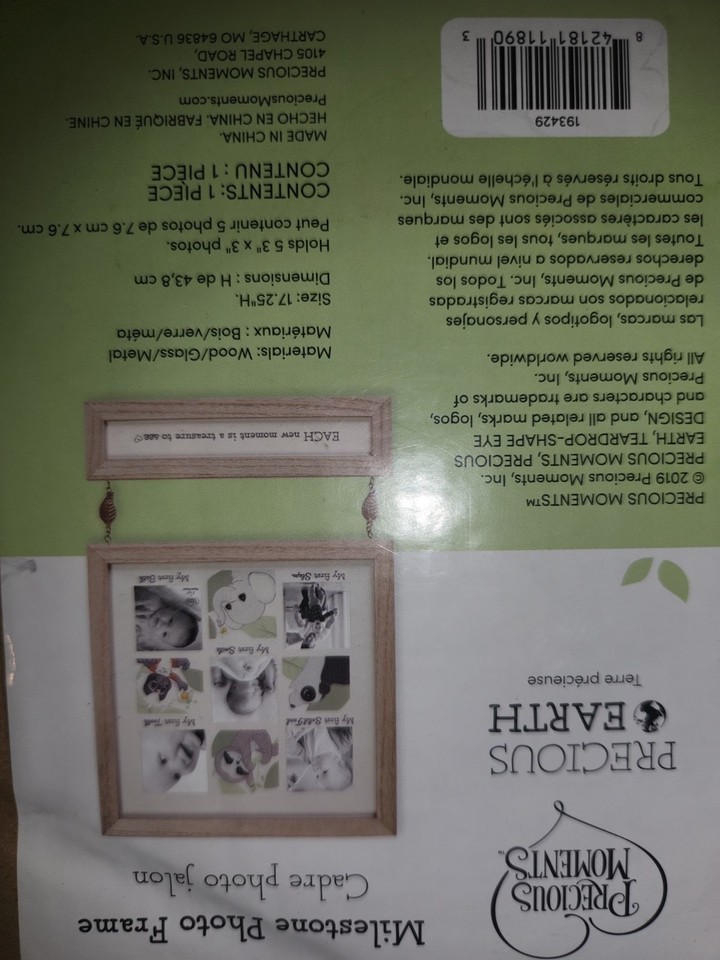 PRECIOUS
MOMENTS™
PRECIOUS
EARTH
Terre précieuse
PRECIOUS MOMENTS™
© 2019 Precious Moments, Inc.
PRECIOUS MOMENTS, PRECIOUS
EARTH, TEARDROP-SHAPE EYE
DESIGN, and all related marks, logos,
and characters are trademarks of
Precious Moments, Inc.
All rights reserved worldwide.
Las marcas, logotipos y personajes
relacionados son marcas registradas
de Precious Moments, Inc. Todos los
derechos reservados a nivel mundial.
Toutes les marques, tous les logos et
les caractères associés sont des marques
commerciales de Precious Moments, Inc.
Tous droits réservés à l'échelle mondiale.
193429
8 42181 11890 3
Milestone Photo Frame
Cadre photo jalon
My first Solid Food
My first Tooth
My first Smile
My first Step
My first Bath
EACH new moment is a treasure to see♡
Materials: Wood/Glass/Metal
Matériaux : Bois/verre/méta
Size: 17.25"H.
Dimensions : H de 43,8 cm
Holds 5 3" x 3" photos.
Peut contenir 5 photos de 7.6 cm x 7.6 cm.
CONTENTS: 1 PIECE
CONTENU : 1 PIÈCE
MADE IN CHINA.
HECHO EN CHINA. FABRIQUÉ EN CHINE.
PreciousMoments.com
PRECIOUS MOMENTS, INC.
4105 CHAPEL ROAD,
CARTHAGE, MO 64836 U.S.A.